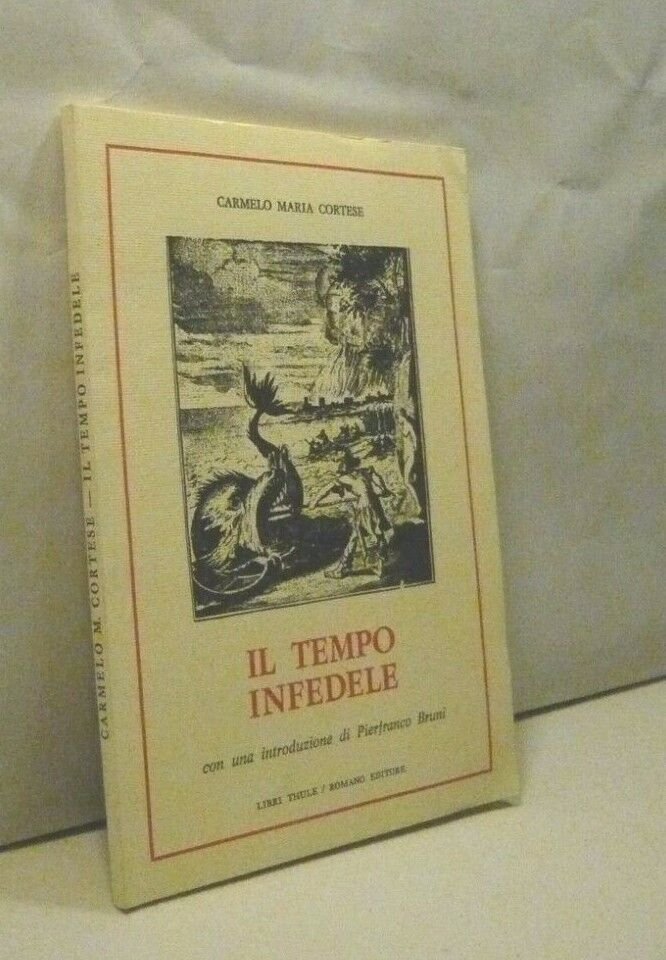 CARMELO MARIA CORTESE
IL TEMPO
INFEDELE
con una introduzione di Pierfranco Bruni
LIBRI THULE / ROMANO EDITORE
CARMELO M. CORTESE — IL TEMPO INFEDELE